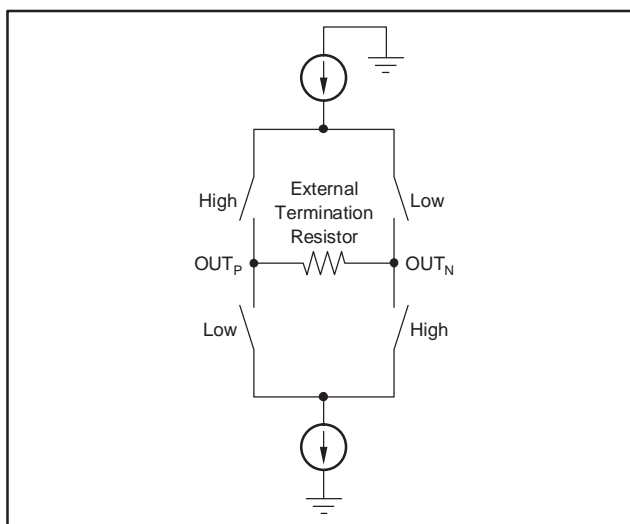 External
Termination
Resistor
High
Low
OUTP
OUTN
Low
High